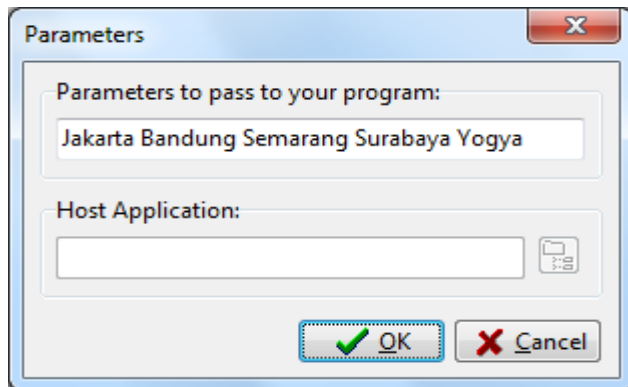 Parameters
Parameters to pass to your program:
Jakarta Bandung Semarang Surabaya Yogya
Host Application:
OK Cancel